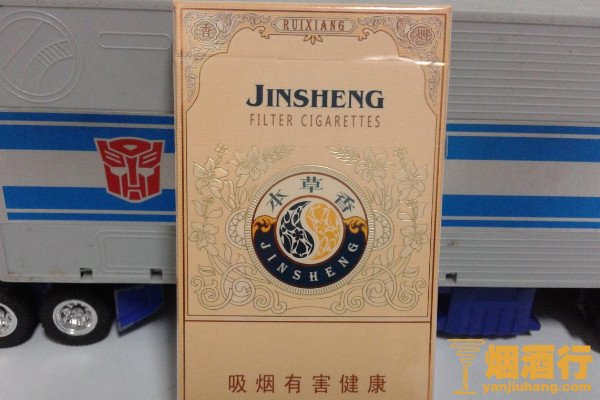 RUIXIANG
JINSHENG
FILTER CIGARETTES
本草香
JINSHENG
吸烟有害健康
烟酒行
yanjiuhang.com